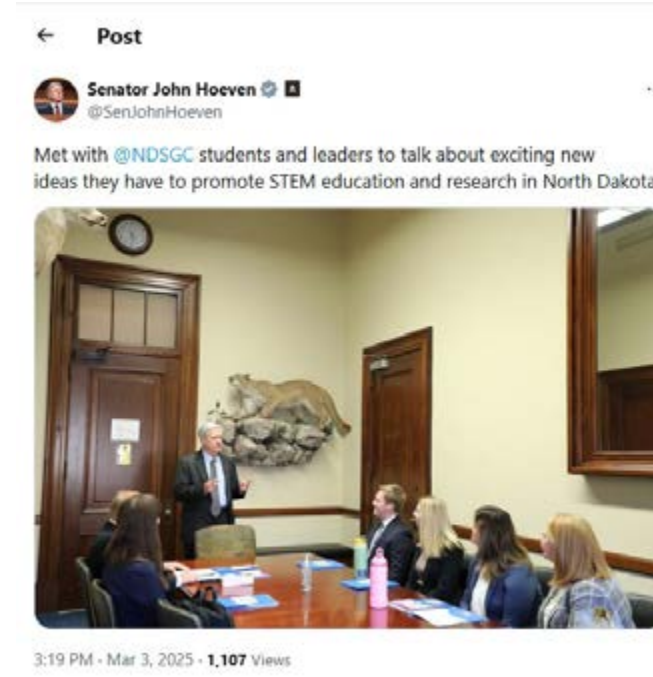 Post
Senator John Hoeven
@SenJohnHoeven
Met with @NDSGC students and leaders to talk about exciting new
ideas they have to promote STEM education and research in North Dakota
3:19 PM · Mar 3, 2025 · 1,107 Views